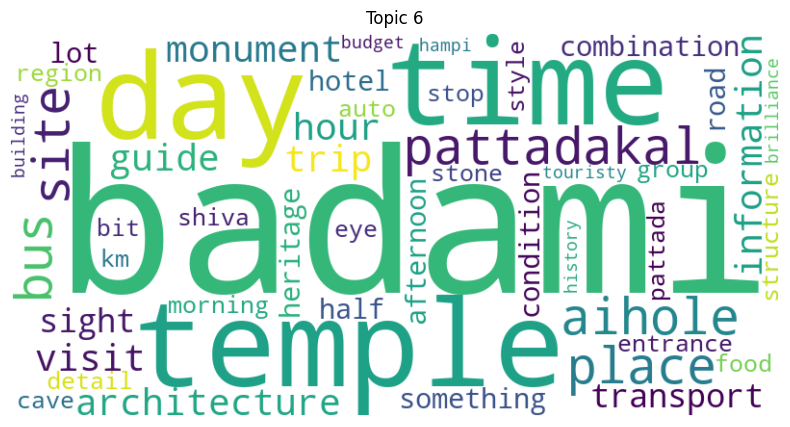 Topic 6
budget
hampi
lot
monument
combination
region
day
time
hotel
stop
style
road
information
brilliance
building
site
auto
hour
pattadakal
guide
trip
stone
touristy
group
badami
bit
shiva
eye
km
heritage
afternoon
condition
history
pattada
structure
bus
morning
half
sight
temple
aihole
visit
entrance
place
food
detail
cave
architecture
something
transport